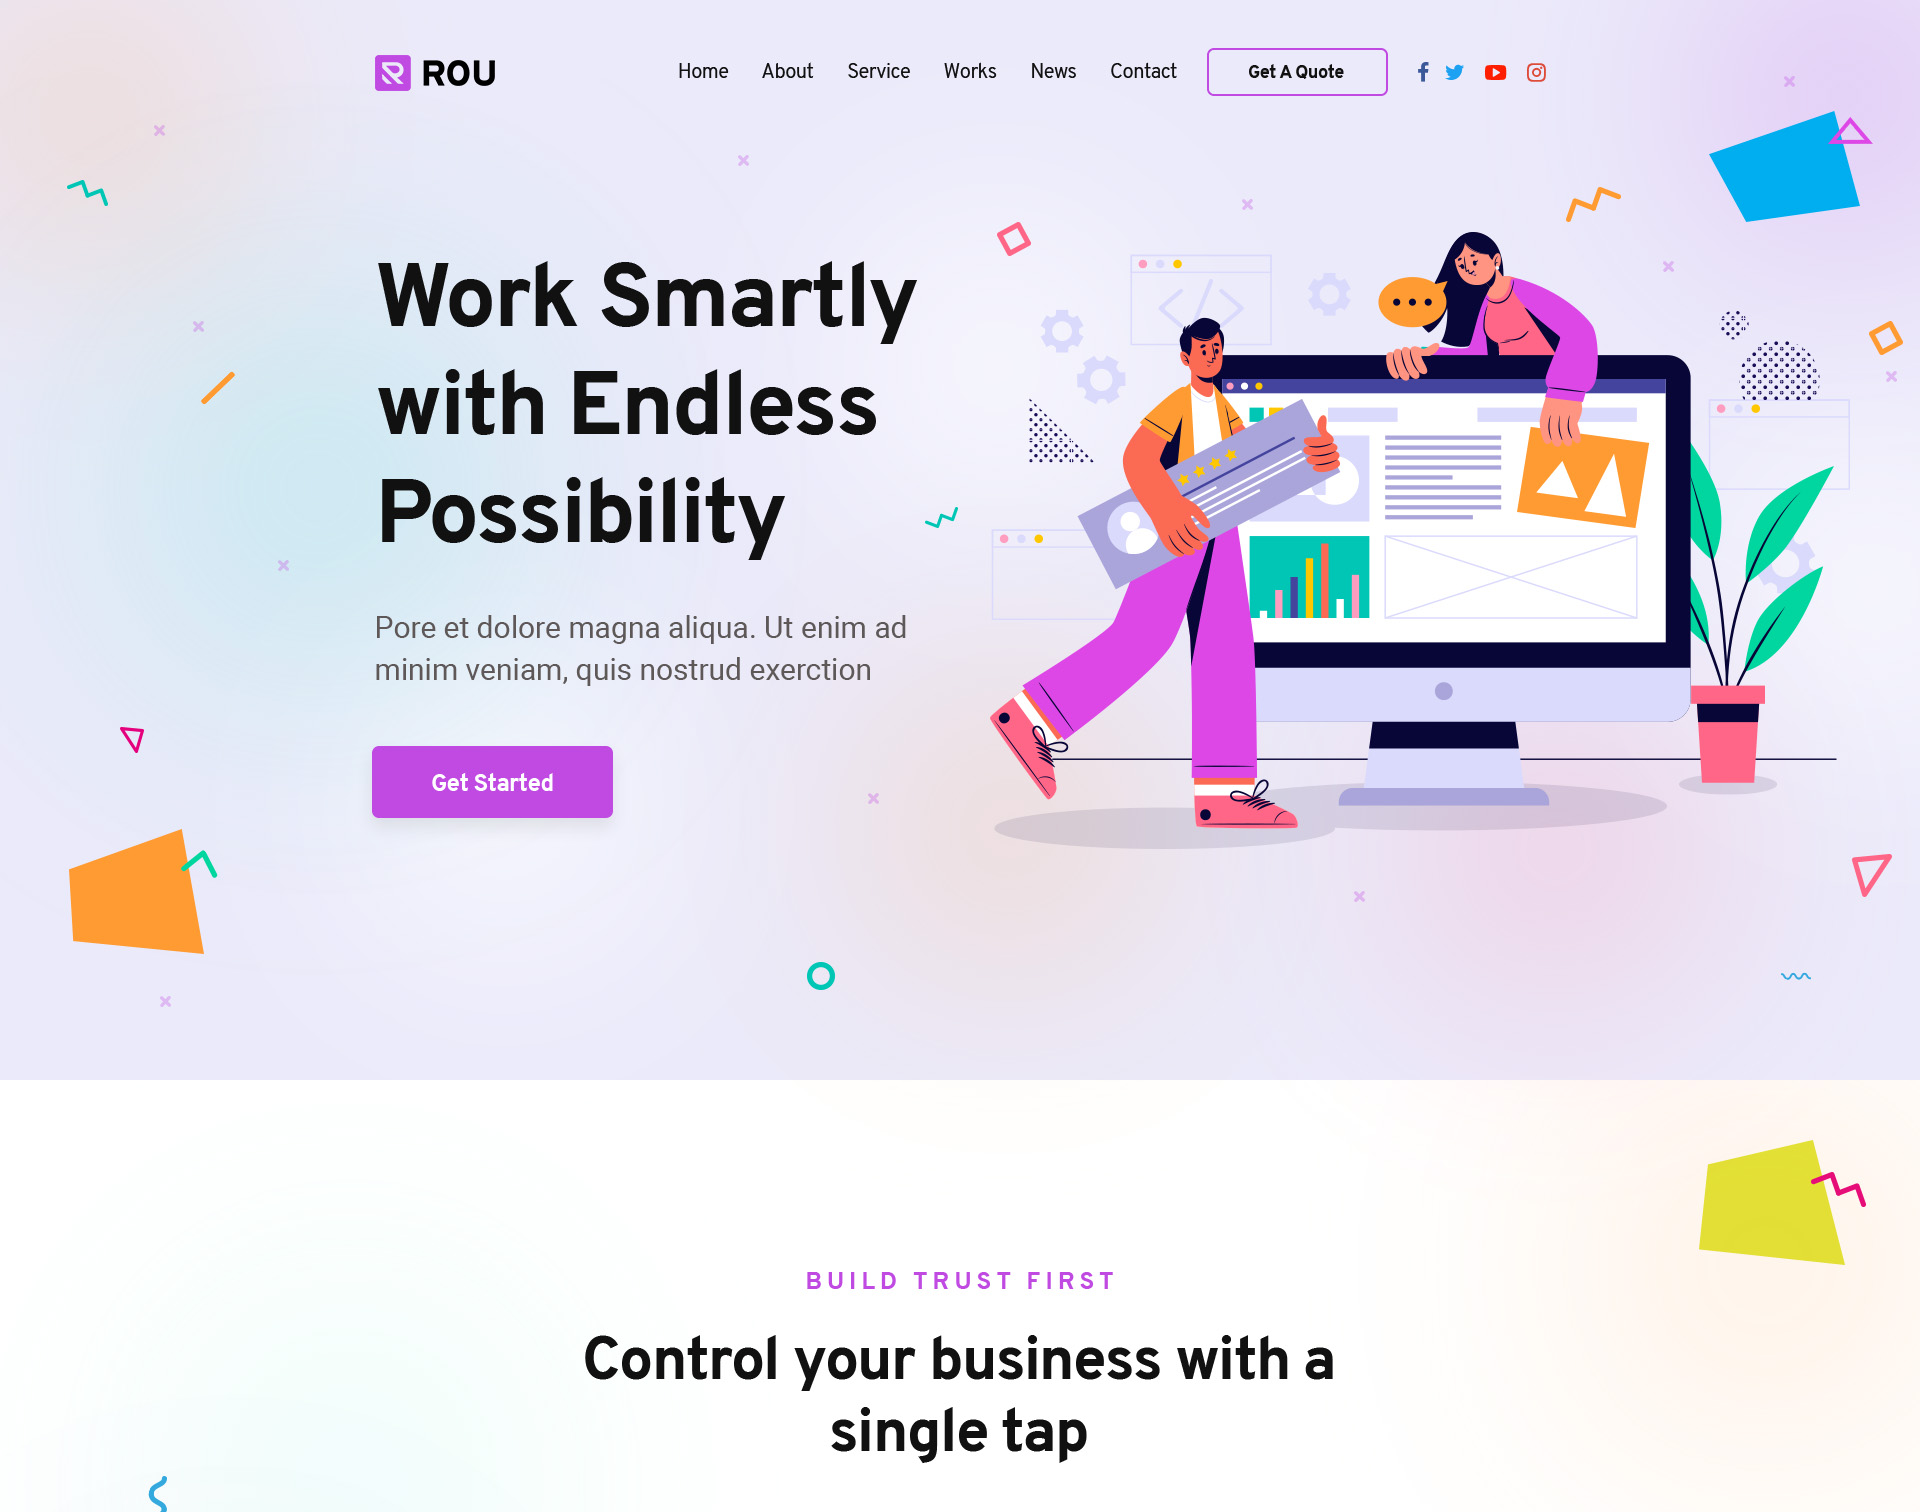 ROU
Home About Service Works News Contact Get A Quote
Work Smartly
with Endless
Possibility
Pore et dolore magna aliqua. Ut enim ad
minim veniam, quis nostrud exerction
Get Started
BUILD TRUST FIRST
Control your business with a
single tap